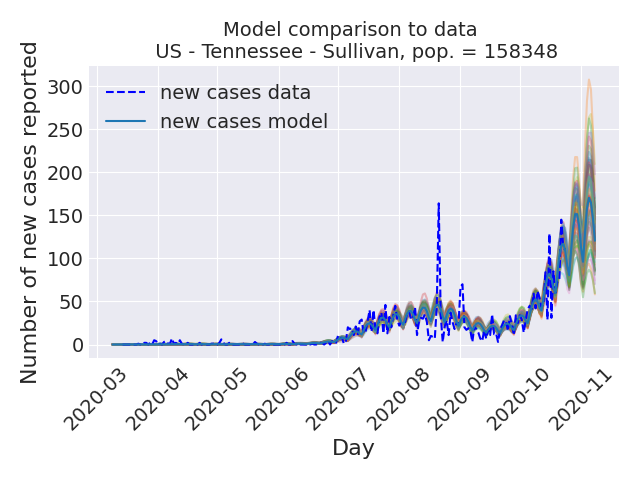 Model comparison to data
US - Tennessee - Sullivan, pop. = 158348
Number of new cases reported
300
250
200
150
100
50
0
new cases data
new cases model
2020-03
2020-04
2020-05
2020-06
2020-07
2020-08
2020-09
2020-10
2020-11
Day